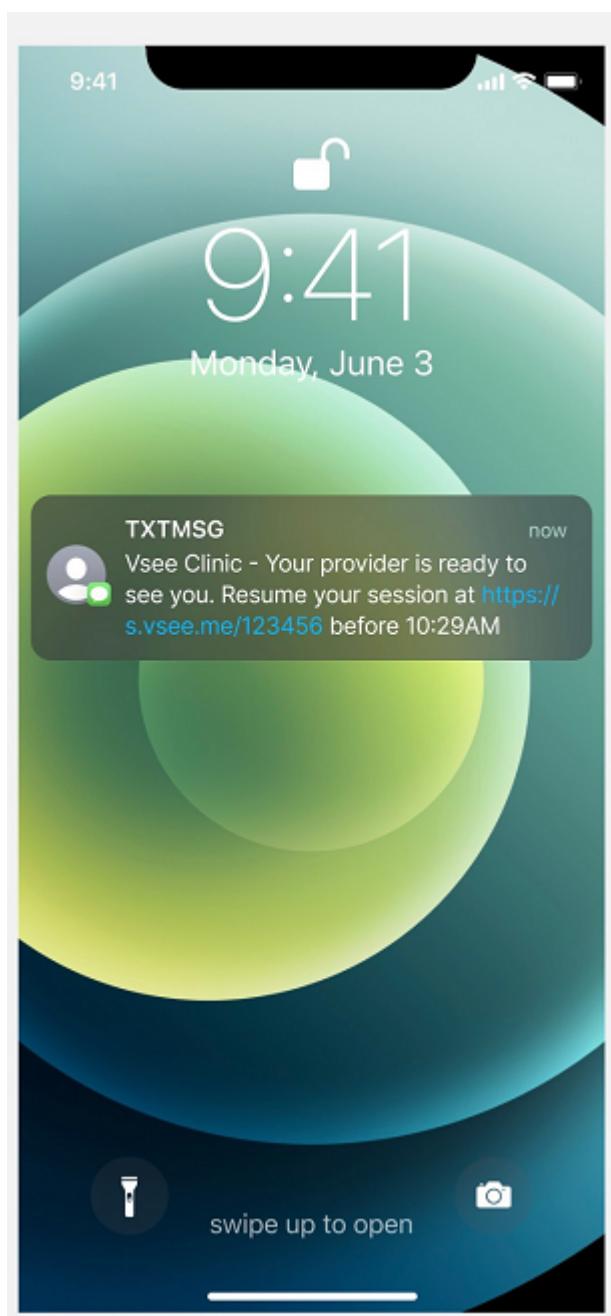 9:41
9:41
Monday, June 3
TXTMSG now
Vsee Clinic - Your provider is ready to
see you. Resume your session at https://
s.vsee.me/123456 before 10:29AM
swipe up to open